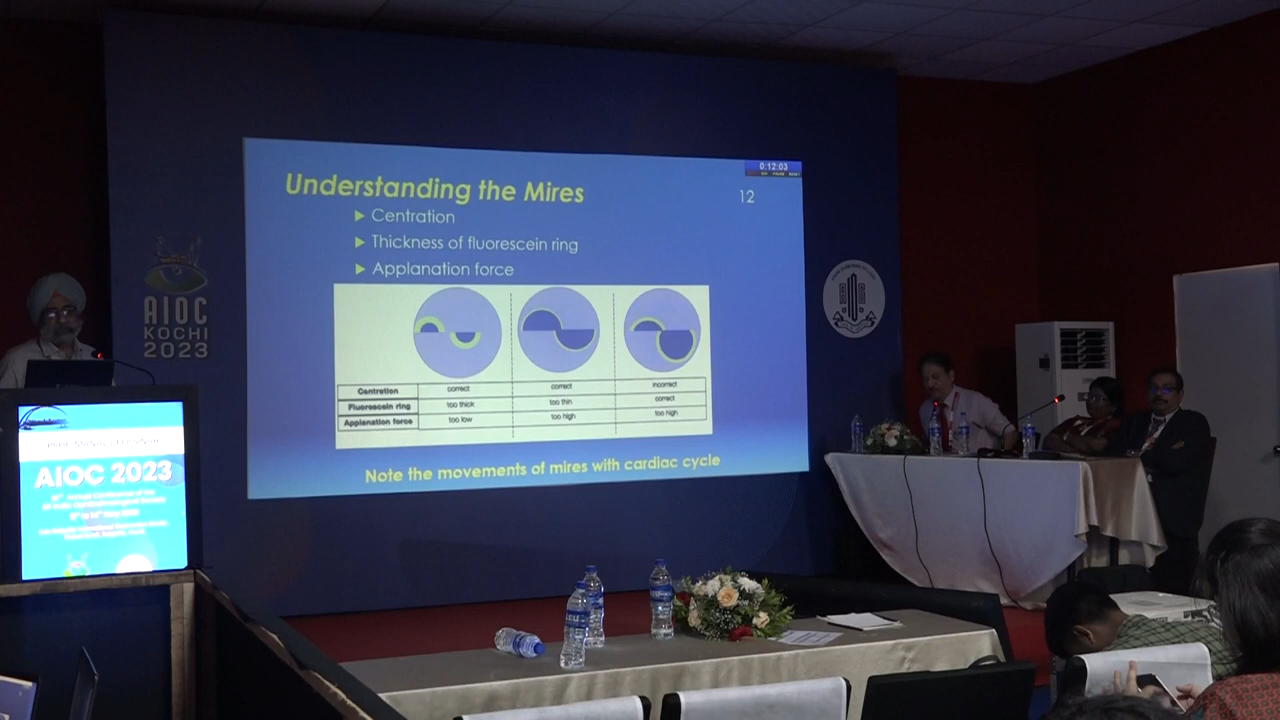 0:12:03
Understanding the Mires
12
▶ Centration
▶ Thickness of fluorescein ring
▶ Applanation force
Centration correct correct incorrect
Fluorescein ring too thick too thin correct
Applanation force too low too high too high
Note the movements of mires with cardiac cycle
AIOC
KOCHI
2023
AIOC 2023